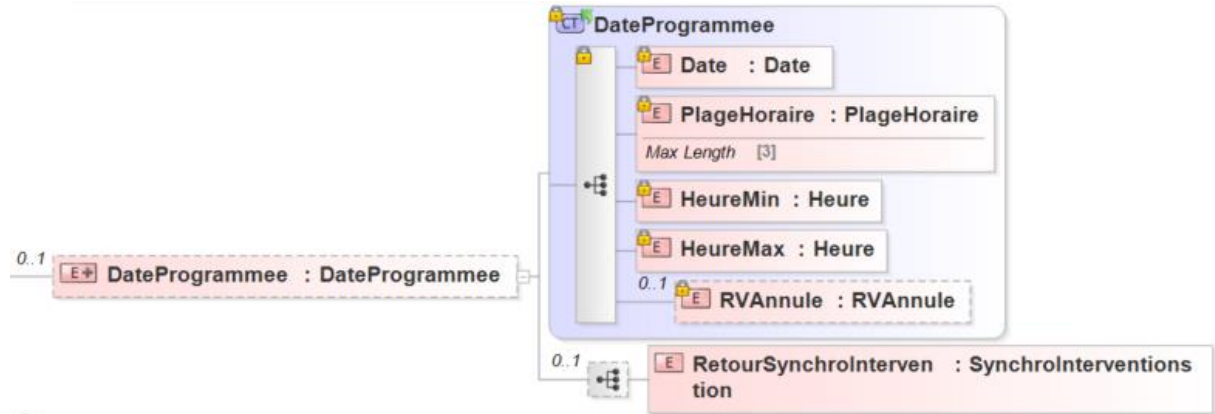 CT DateProgrammee
E Date : Date
E PlageHoraire : PlageHoraire
Max Length [3]
E HeureMin : Heure
E HeureMax : Heure
0..1
E RVAnnule : RVAnnule
0..1
E DateProgrammee : DateProgrammee
0..1
E RetourSynchroInterven : SynchroInterventions
tion